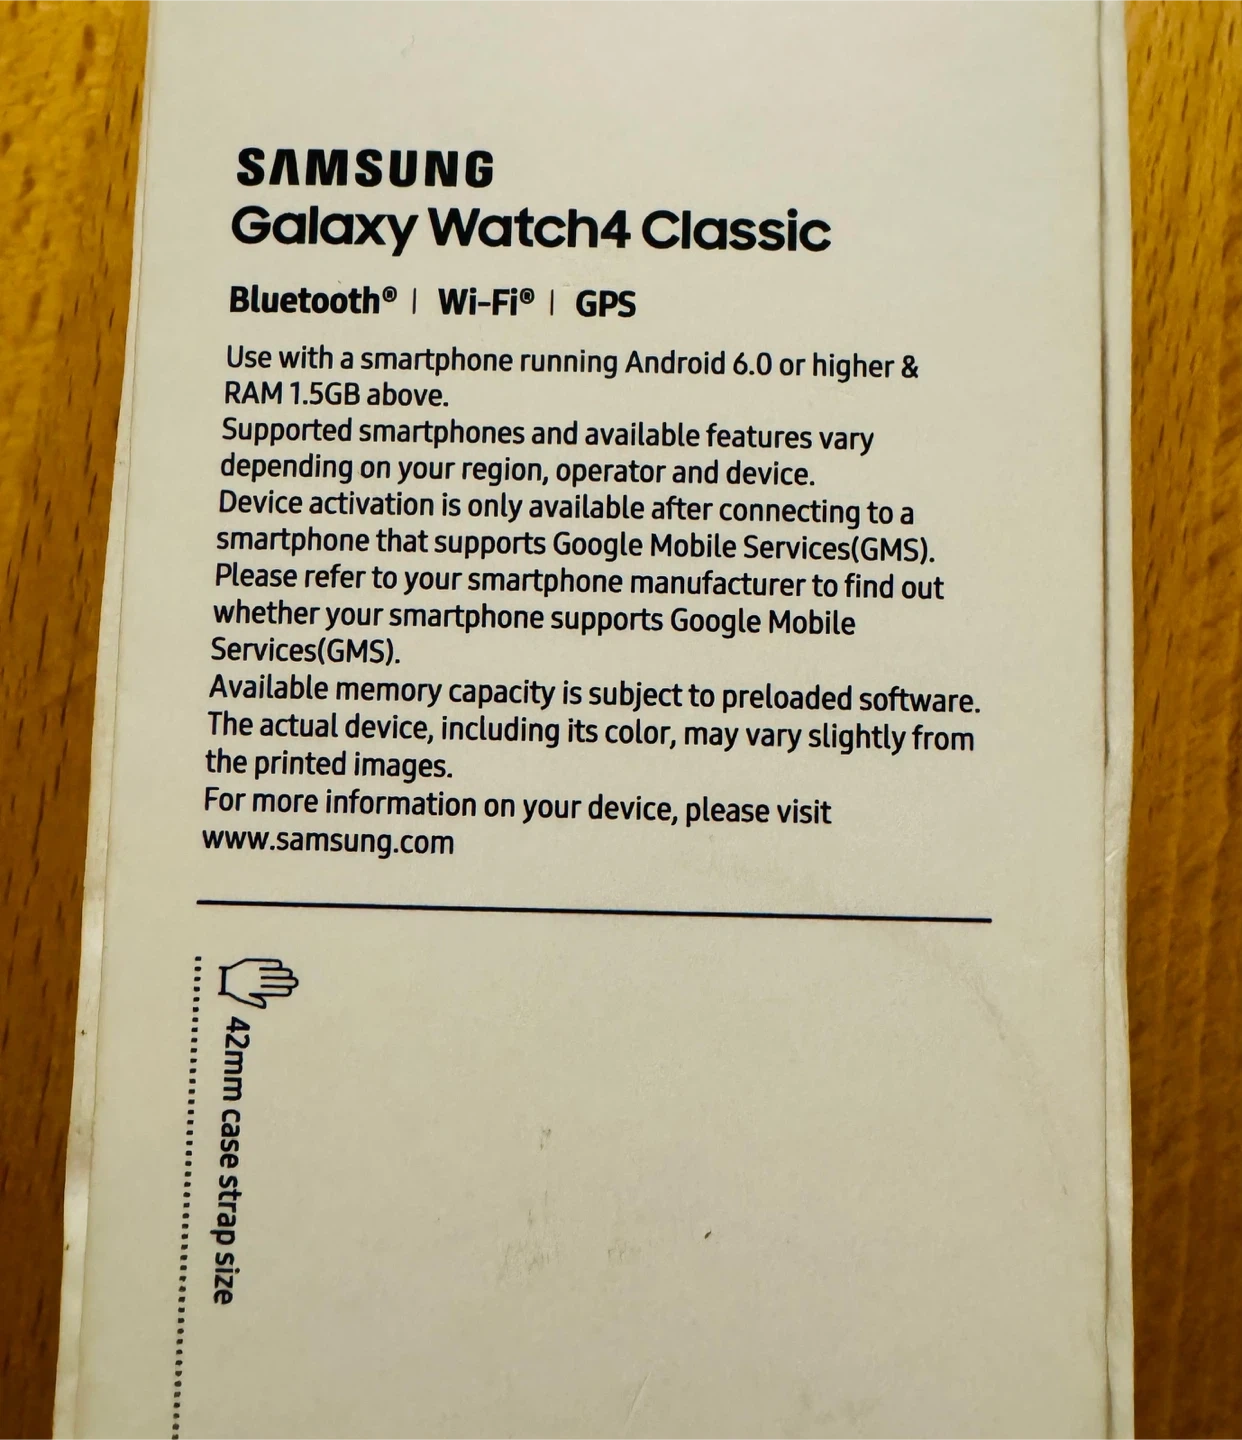 SAMSUNG
Galaxy Watch4 Classic
Bluetooth® | Wi-Fi® | GPS
Use with a smartphone running Android 6.0 or higher &
RAM 1.5GB above.
Supported smartphones and available features vary
depending on your region, operator and device.
Device activation is only available after connecting to a
smartphone that supports Google Mobile Services(GMS).
Please refer to your smartphone manufacturer to find out
whether your smartphone supports Google Mobile
Services(GMS).
Available memory capacity is subject to preloaded software.
The actual device, including its color, may vary slightly from
the printed images.
For more information on your device, please visit
www.samsung.com
42mm case strap size